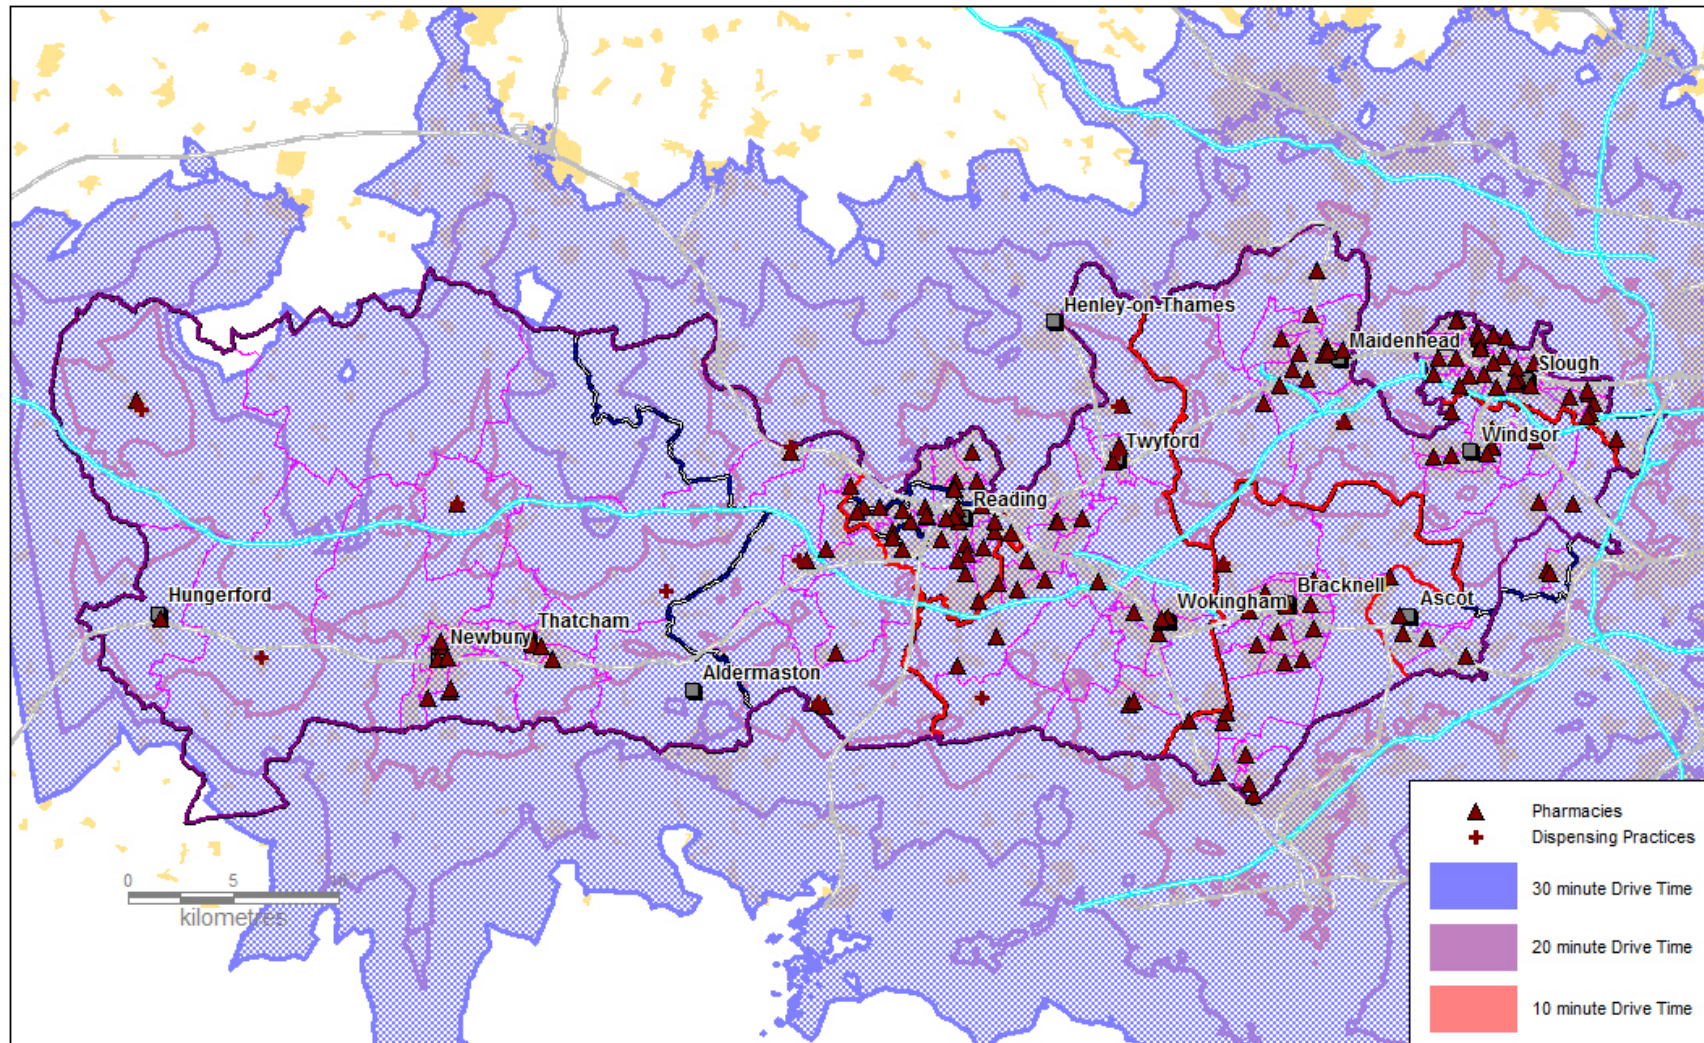 Henley-on-Thames
Maidenhead
Slough
Twyford
Windsor
Reading
Hungerford
Newbury
Thatcham
Aldermaston
Wokingham
Bracknell
Ascot
0 5 10
kilometres
Pharmacies
Dispensing Practices
30 minute Drive Time
20 minute Drive Time
10 minute Drive Time